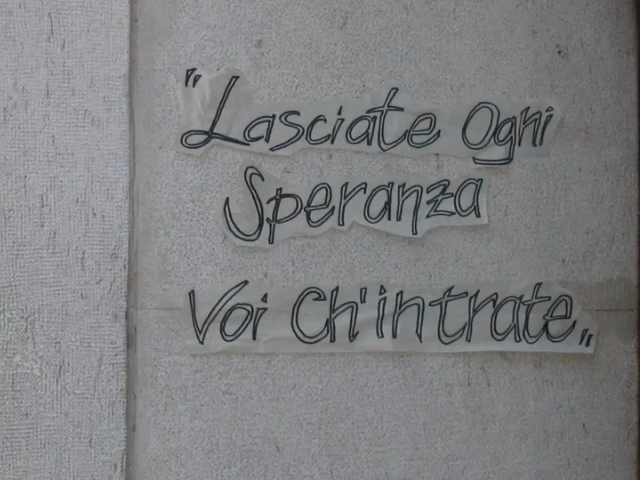 "Lasciate Ogni
Speranza
Voi Ch'intrate„